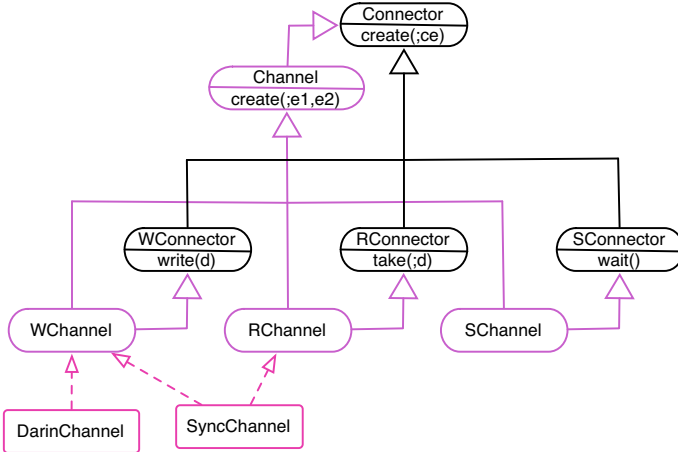 Connector
create(;ce)
Channel
create(;e1,e2)
WConnector
write(d)
RConnector
take(;d)
SConnector
wait()
WChannel
RChannel
SChannel
DarinChannel
SyncChannel